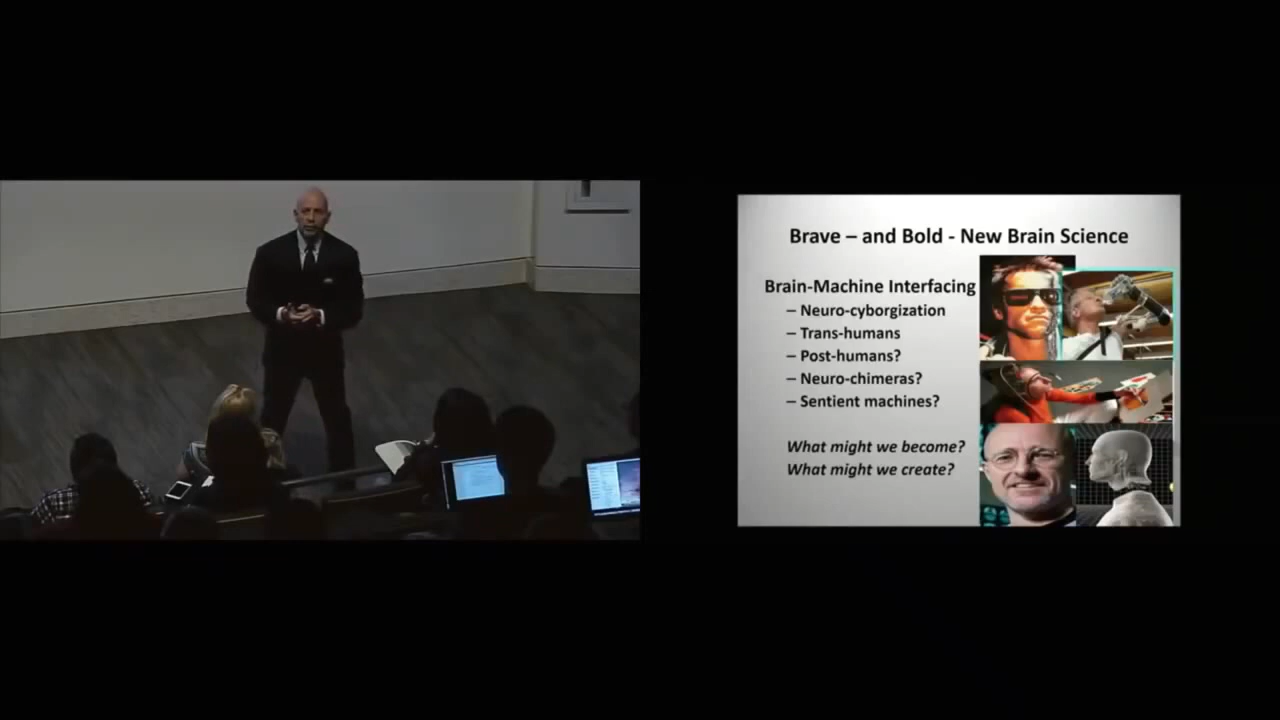 Brave – and Bold - New Brain Science
Brain-Machine Interfacing
– Neuro-cyborgization
– Trans-humans
– Post-humans?
– Neuro-chimeras?
– Sentient machines?
What might we become?
What might we create?